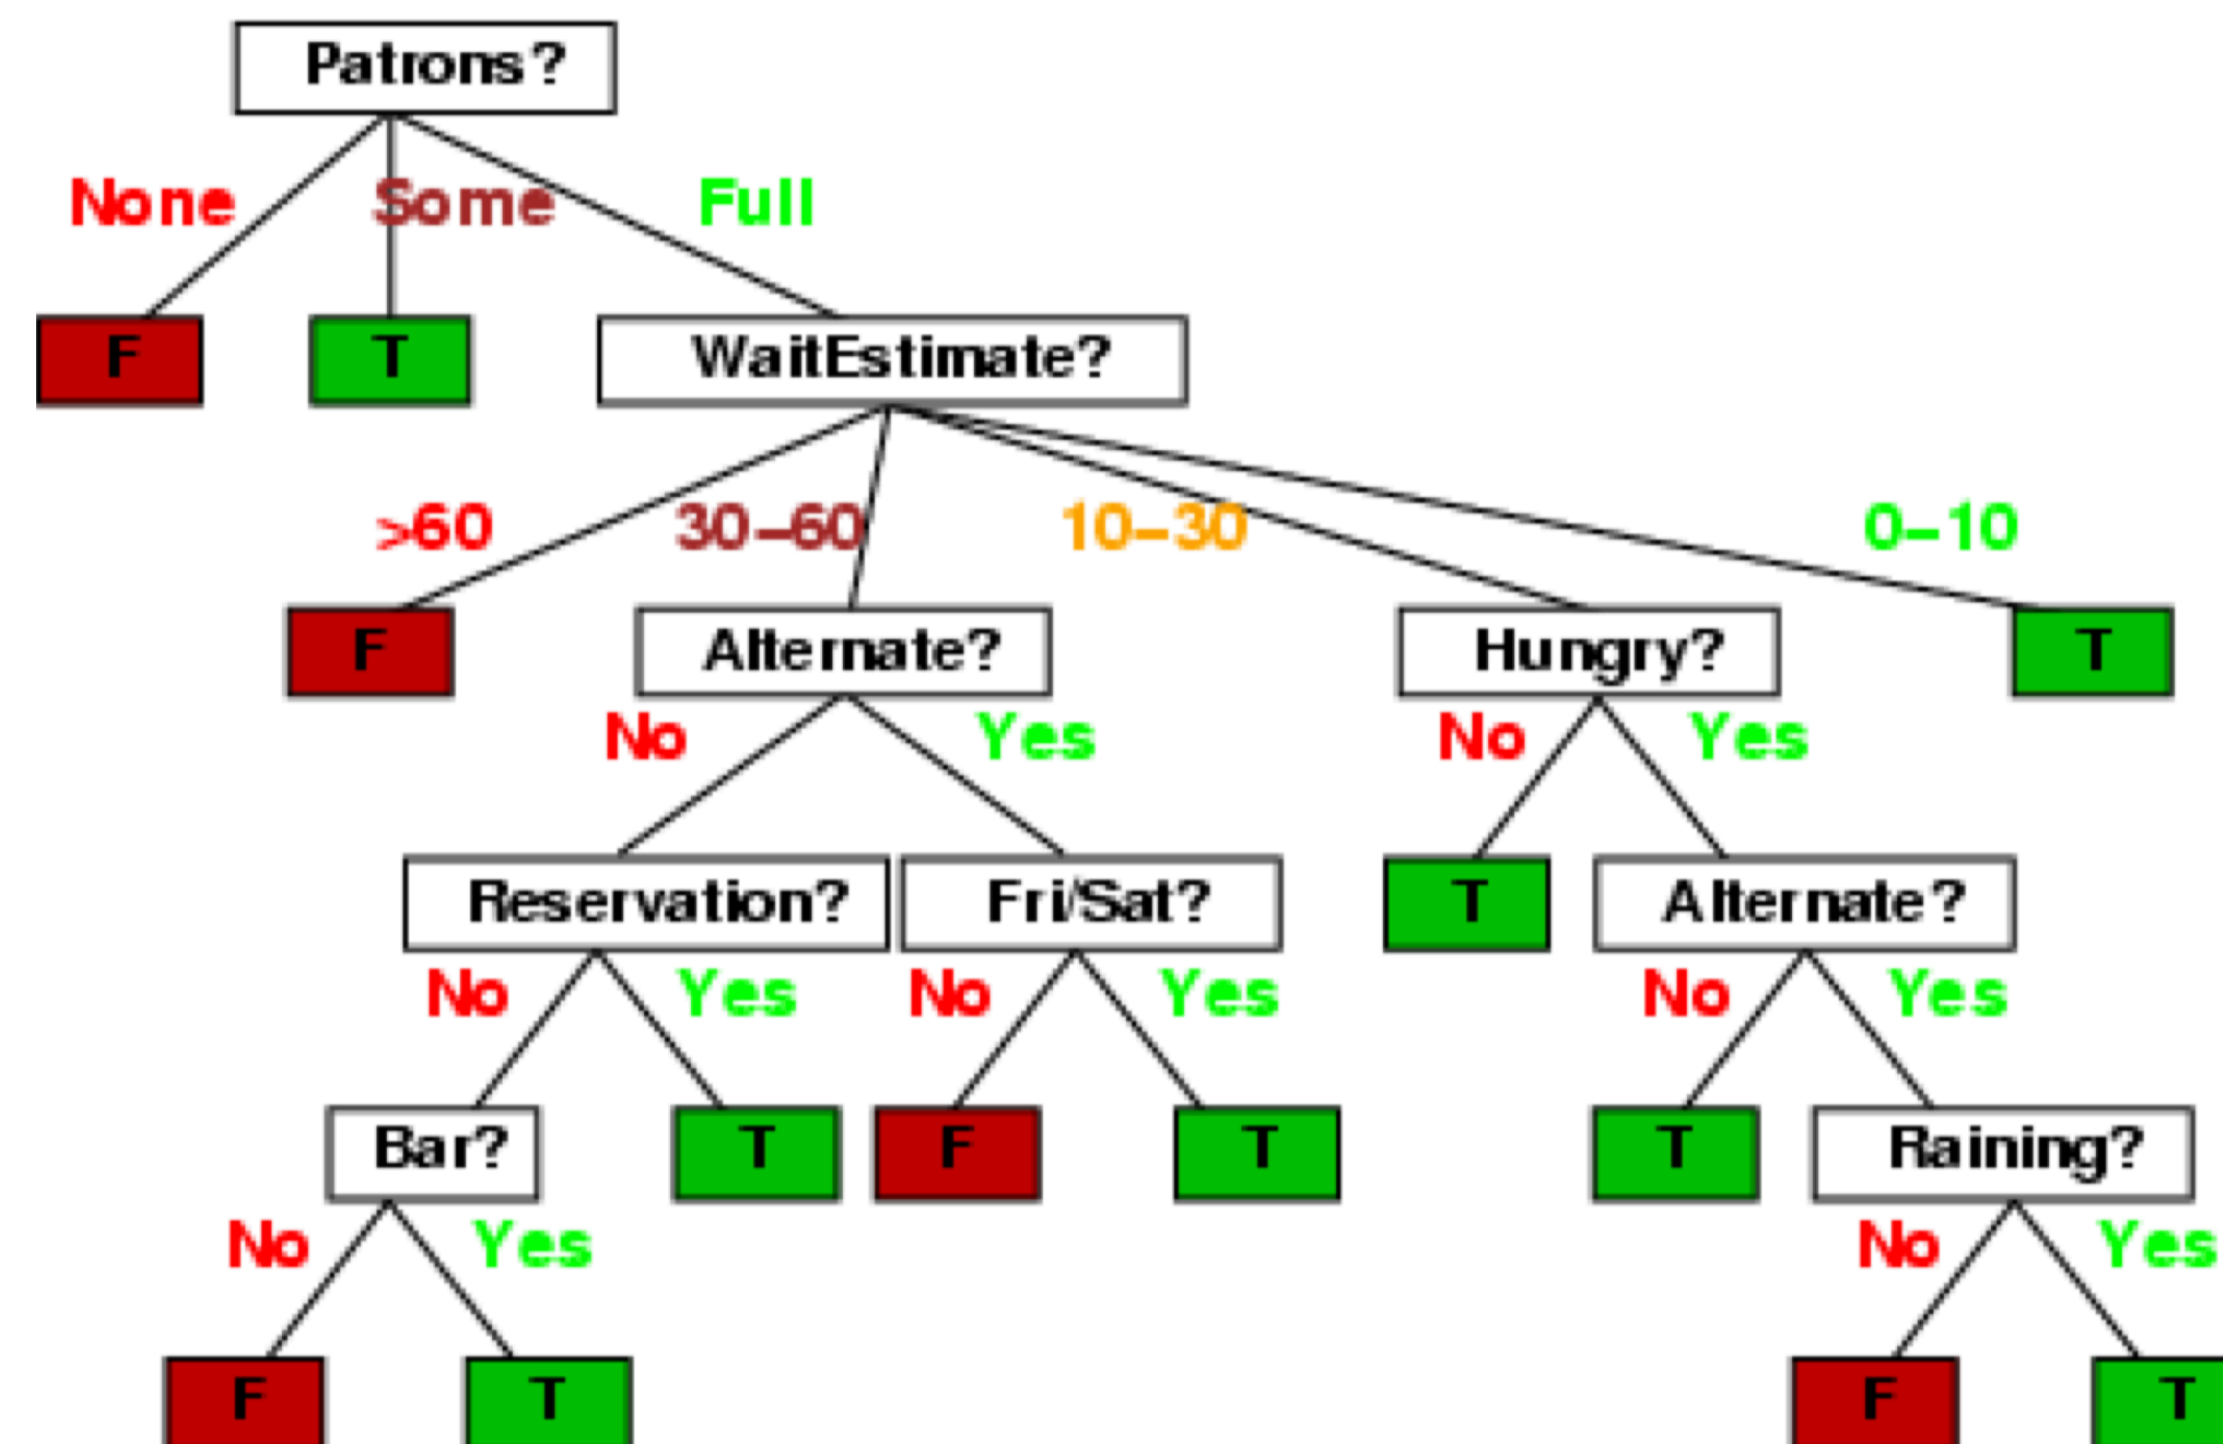 Patrons?
None Some Full
F T WaitEstimate?
>60 30–60 10–30 0–10
F Alternate? Hungry? T
No Yes No Yes
Reservation? Fri/Sat? T Alternate?
No Yes No Yes No Yes
Bar? T F T T Raining?
No Yes No Yes
F T F T